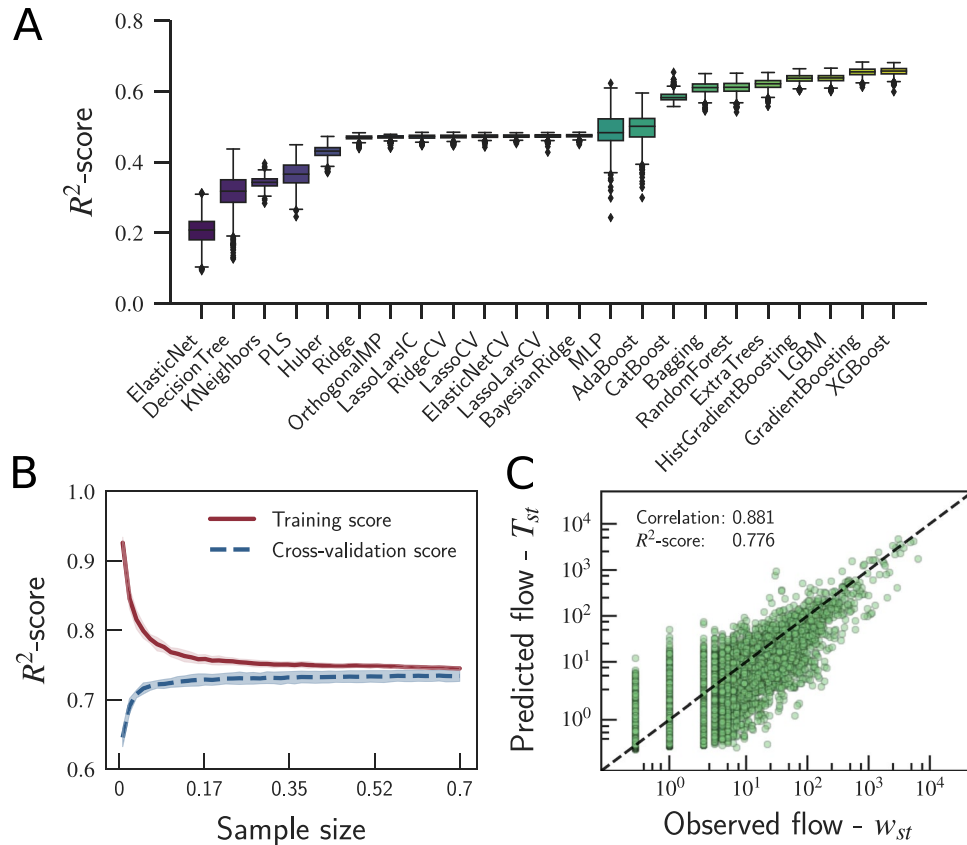 A
R²-score
0.8
0.6
0.4
0.2
0.0
ElasticNet
DecisionTree
KNeighbors
PLS
Huber
Ridge
OrthogonalMP
LassoLarsIC
RidgeCV
LassoCV
ElasticNetCV
LassoLarsCV
BayesianRidge
MLP
AdaBoost
CatBoost
Bagging
RandomForest
ExtraTrees
HistGradientBoosting
LGBM
GradientBoosting
XGBoost
B
R²-score
1.0
0.9
0.8
0.7
0.6
Training score
Cross-validation score
0
0.17
0.35
0.52
0.7
Sample size
C
Predicted flow - Tₛₜ
10⁴
10³
10²
10¹
10⁰
Correlation: 0.881
R²-score: 0.776
10⁰
10¹
10²
10³
10⁴
Observed flow - wₛₜ